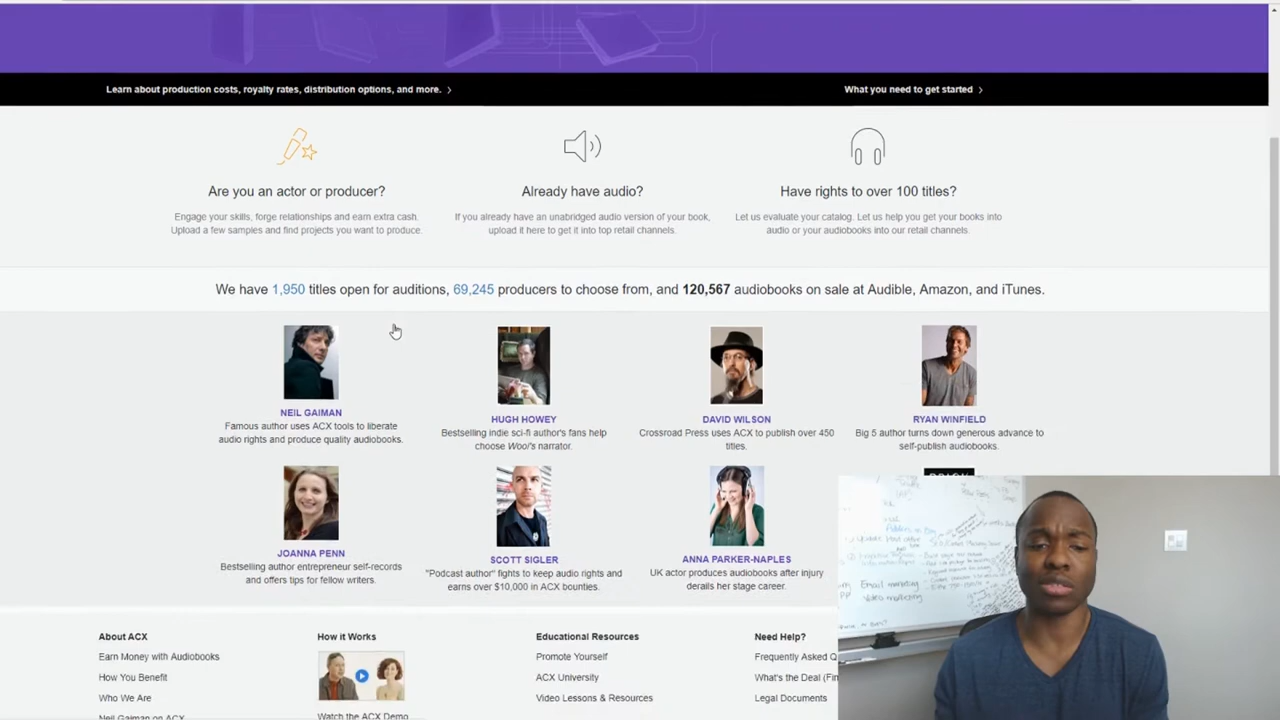 Learn about production costs, royalty rates, distribution options, and more.
What you need to get started
Are you an actor or producer?
Engage your skills, forge relationships and earn extra cash.
Upload a few samples and find projects you want to produce.
Already have audio?
If you already have an unabridged audio version of your book,
upload it here to get it into top retail channels.
Have rights to over 100 titles?
Let us evaluate your catalog. Let us help you get your books into
audio or your audiobooks into our retail channels.
We have 1,950 titles open for auditions, 69,245 producers to choose from, and 120,567 audiobooks on sale at Audible, Amazon, and iTunes.
NEIL GAIMAN
Famous author uses ACX tools to liberate
audio rights and produce quality audiobooks.
HUGH HOWEY
Bestselling indie sci-fi author's fans help
choose Wool's narrator.
DAVID WILSON
Crossroad Press uses ACX to publish over 450
titles.
RYAN WINFIELD
Big 5 author turns down generous advance to
self-publish audiobooks.
JOANNA PENN
Bestselling author entrepreneur self-records
and offers tips for fellow writers.
SCOTT SIGLER
"Podcast author" fights to keep audio rights and
earns over $10,000 in ACX bounties.
ANNA PARKER-NAPLES
UK actor produces audiobooks after injury
derails her stage career.
Email marketing
Video marketing
About ACX
Earn Money with Audiobooks
How You Benefit
Who We Are
Neil Gaiman on ACX
How it Works
Watch the ACX Demo
Educational Resources
Promote Yourself
ACX University
Video Lessons & Resources
Need Help?
Frequently Asked Q
What's the Deal (Fin
Legal Documents